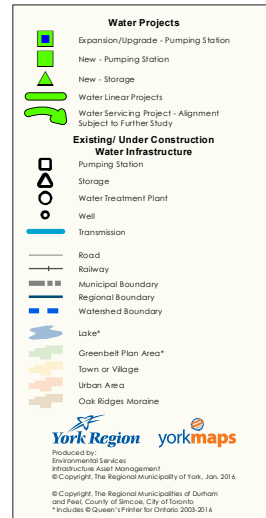 Water Projects
Expansion/Upgrade - Pumping Station
New - Pumping Station
New - Storage
Water Linear Projects
Water Servicing Project - Alignment
Subject to Further Study
Existing/ Under Construction
Water Infrastructure
Pumping Station
Storage
Water Treatment Plant
Well
Transmission
Road
Railway
Municipal Boundary
Regional Boundary
Watershed Boundary
Lake*
Greenbelt Plan Area*
Town or Village
Urban Area
Oak Ridges Moraine
York Region yorkmaps
Produced by:
Environmental Services
Infrastructure Asset Management
© Copyright, The Regional Municipality of York, Jan. 2016
© Copyright, The Regional Municipalities of Durham
and Peel, County of Simcoe, City of Toronto
* Includes © Queen's Printer for Ontario 2003-2016